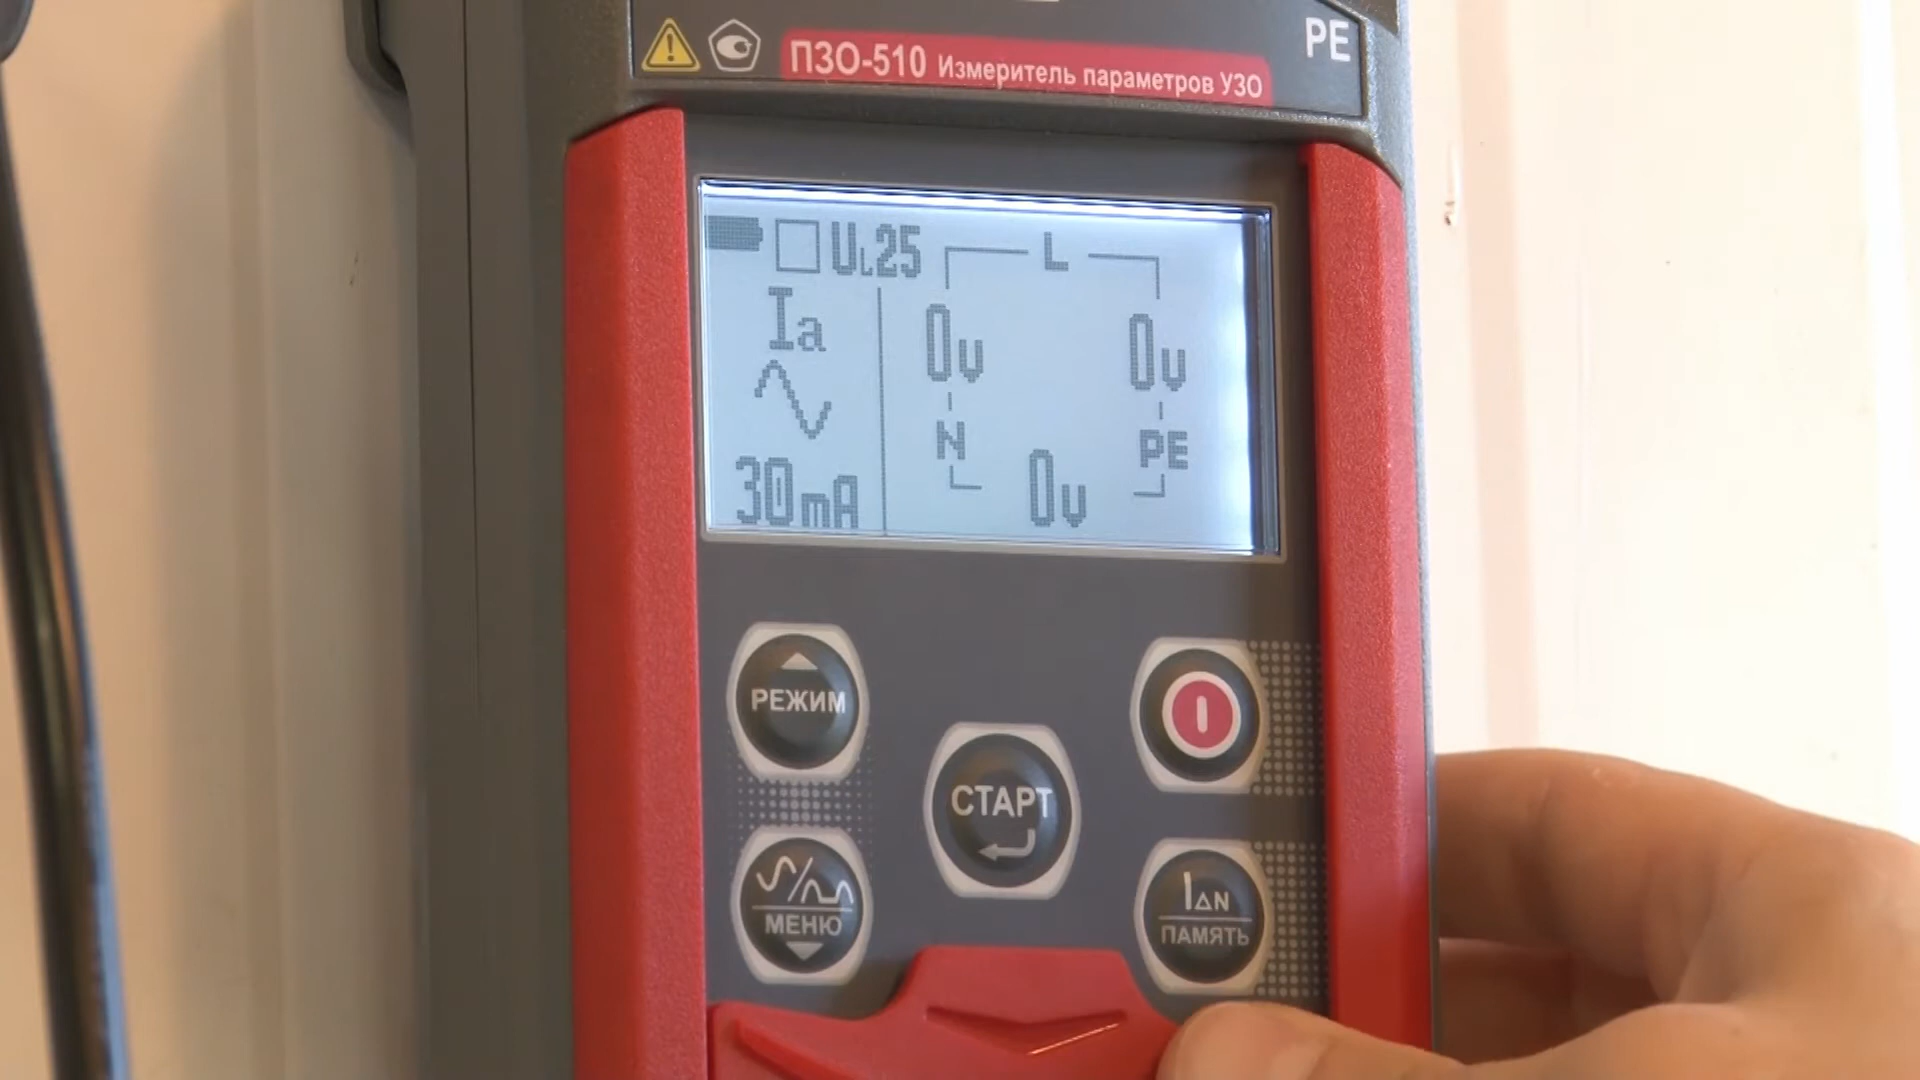 ПЗО-510 Измеритель параметров УЗО
PE
UL25
L
Ia
0v
0v
N
PE
30mA
0v
РЕЖИМ
СТАРТ
МЕНЮ
IΔN
ПАМЯТЬ